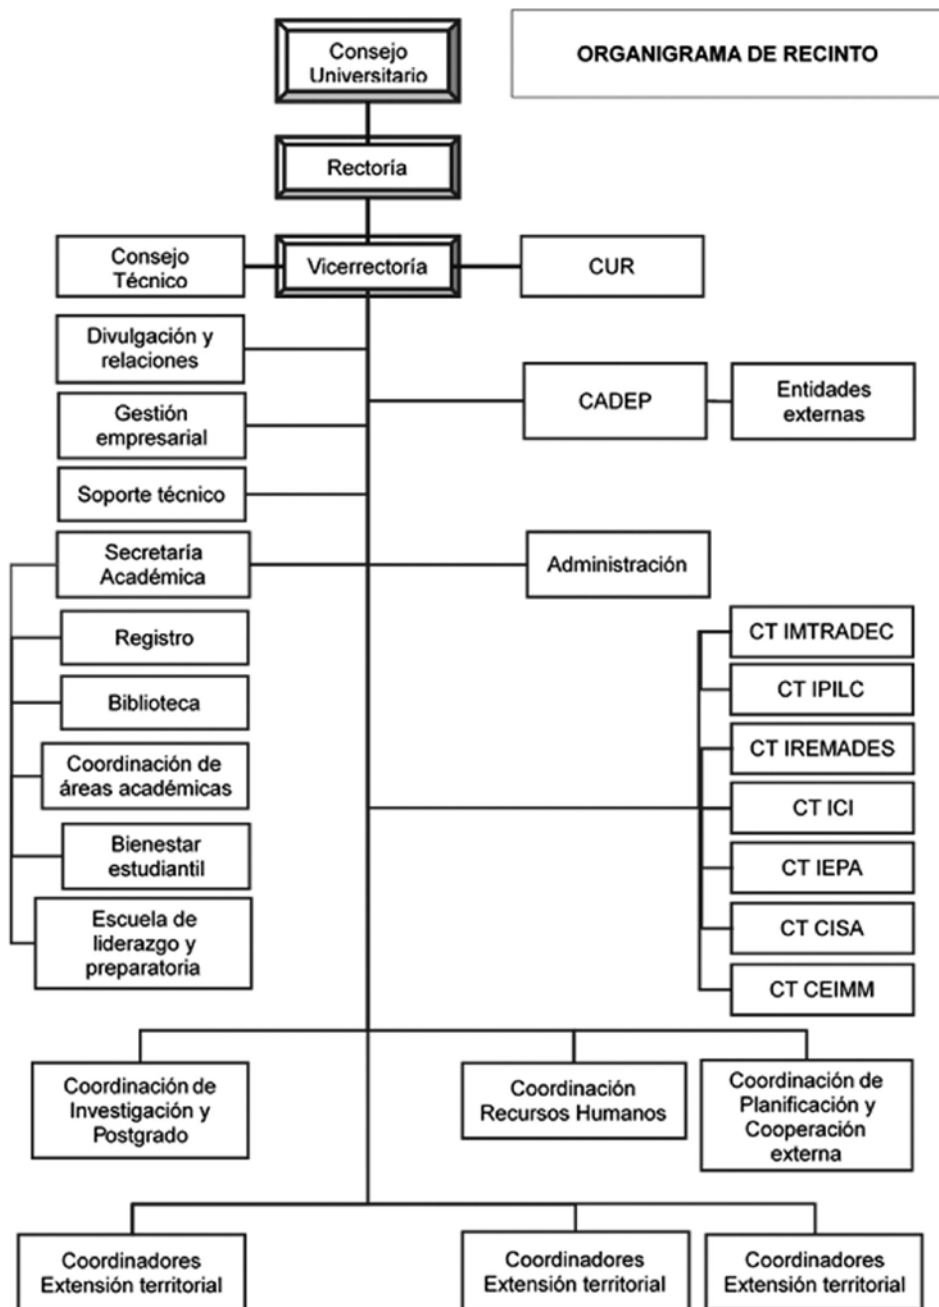 Consejo
Universitario
ORGANIGRAMA DE RECINTO
Rectoría
Consejo
Técnico
Vicerrectoría
CUR
Divulgación y
relaciones
Gestión
empresarial
CADEP
Entidades
externas
Soporte técnico
Secretaría
Académica
Administración
Registro
Biblioteca
Coordinación de
áreas académicas
Bienestar
estudiantil
Escuela de
liderazgo y
preparatoria
CT IMTRADEC
CT IPILC
CT IREMADES
CT ICI
CT IEPA
CT CISA
CT CEIMM
Coordinación de
Investigación y
Postgrado
Coordinación
Recursos Humanos
Coordinación de
Planificación y
Cooperación
externa
Coordinadores
Extensión territorial
Coordinadores
Extensión territorial
Coordinadores
Extensión territorial